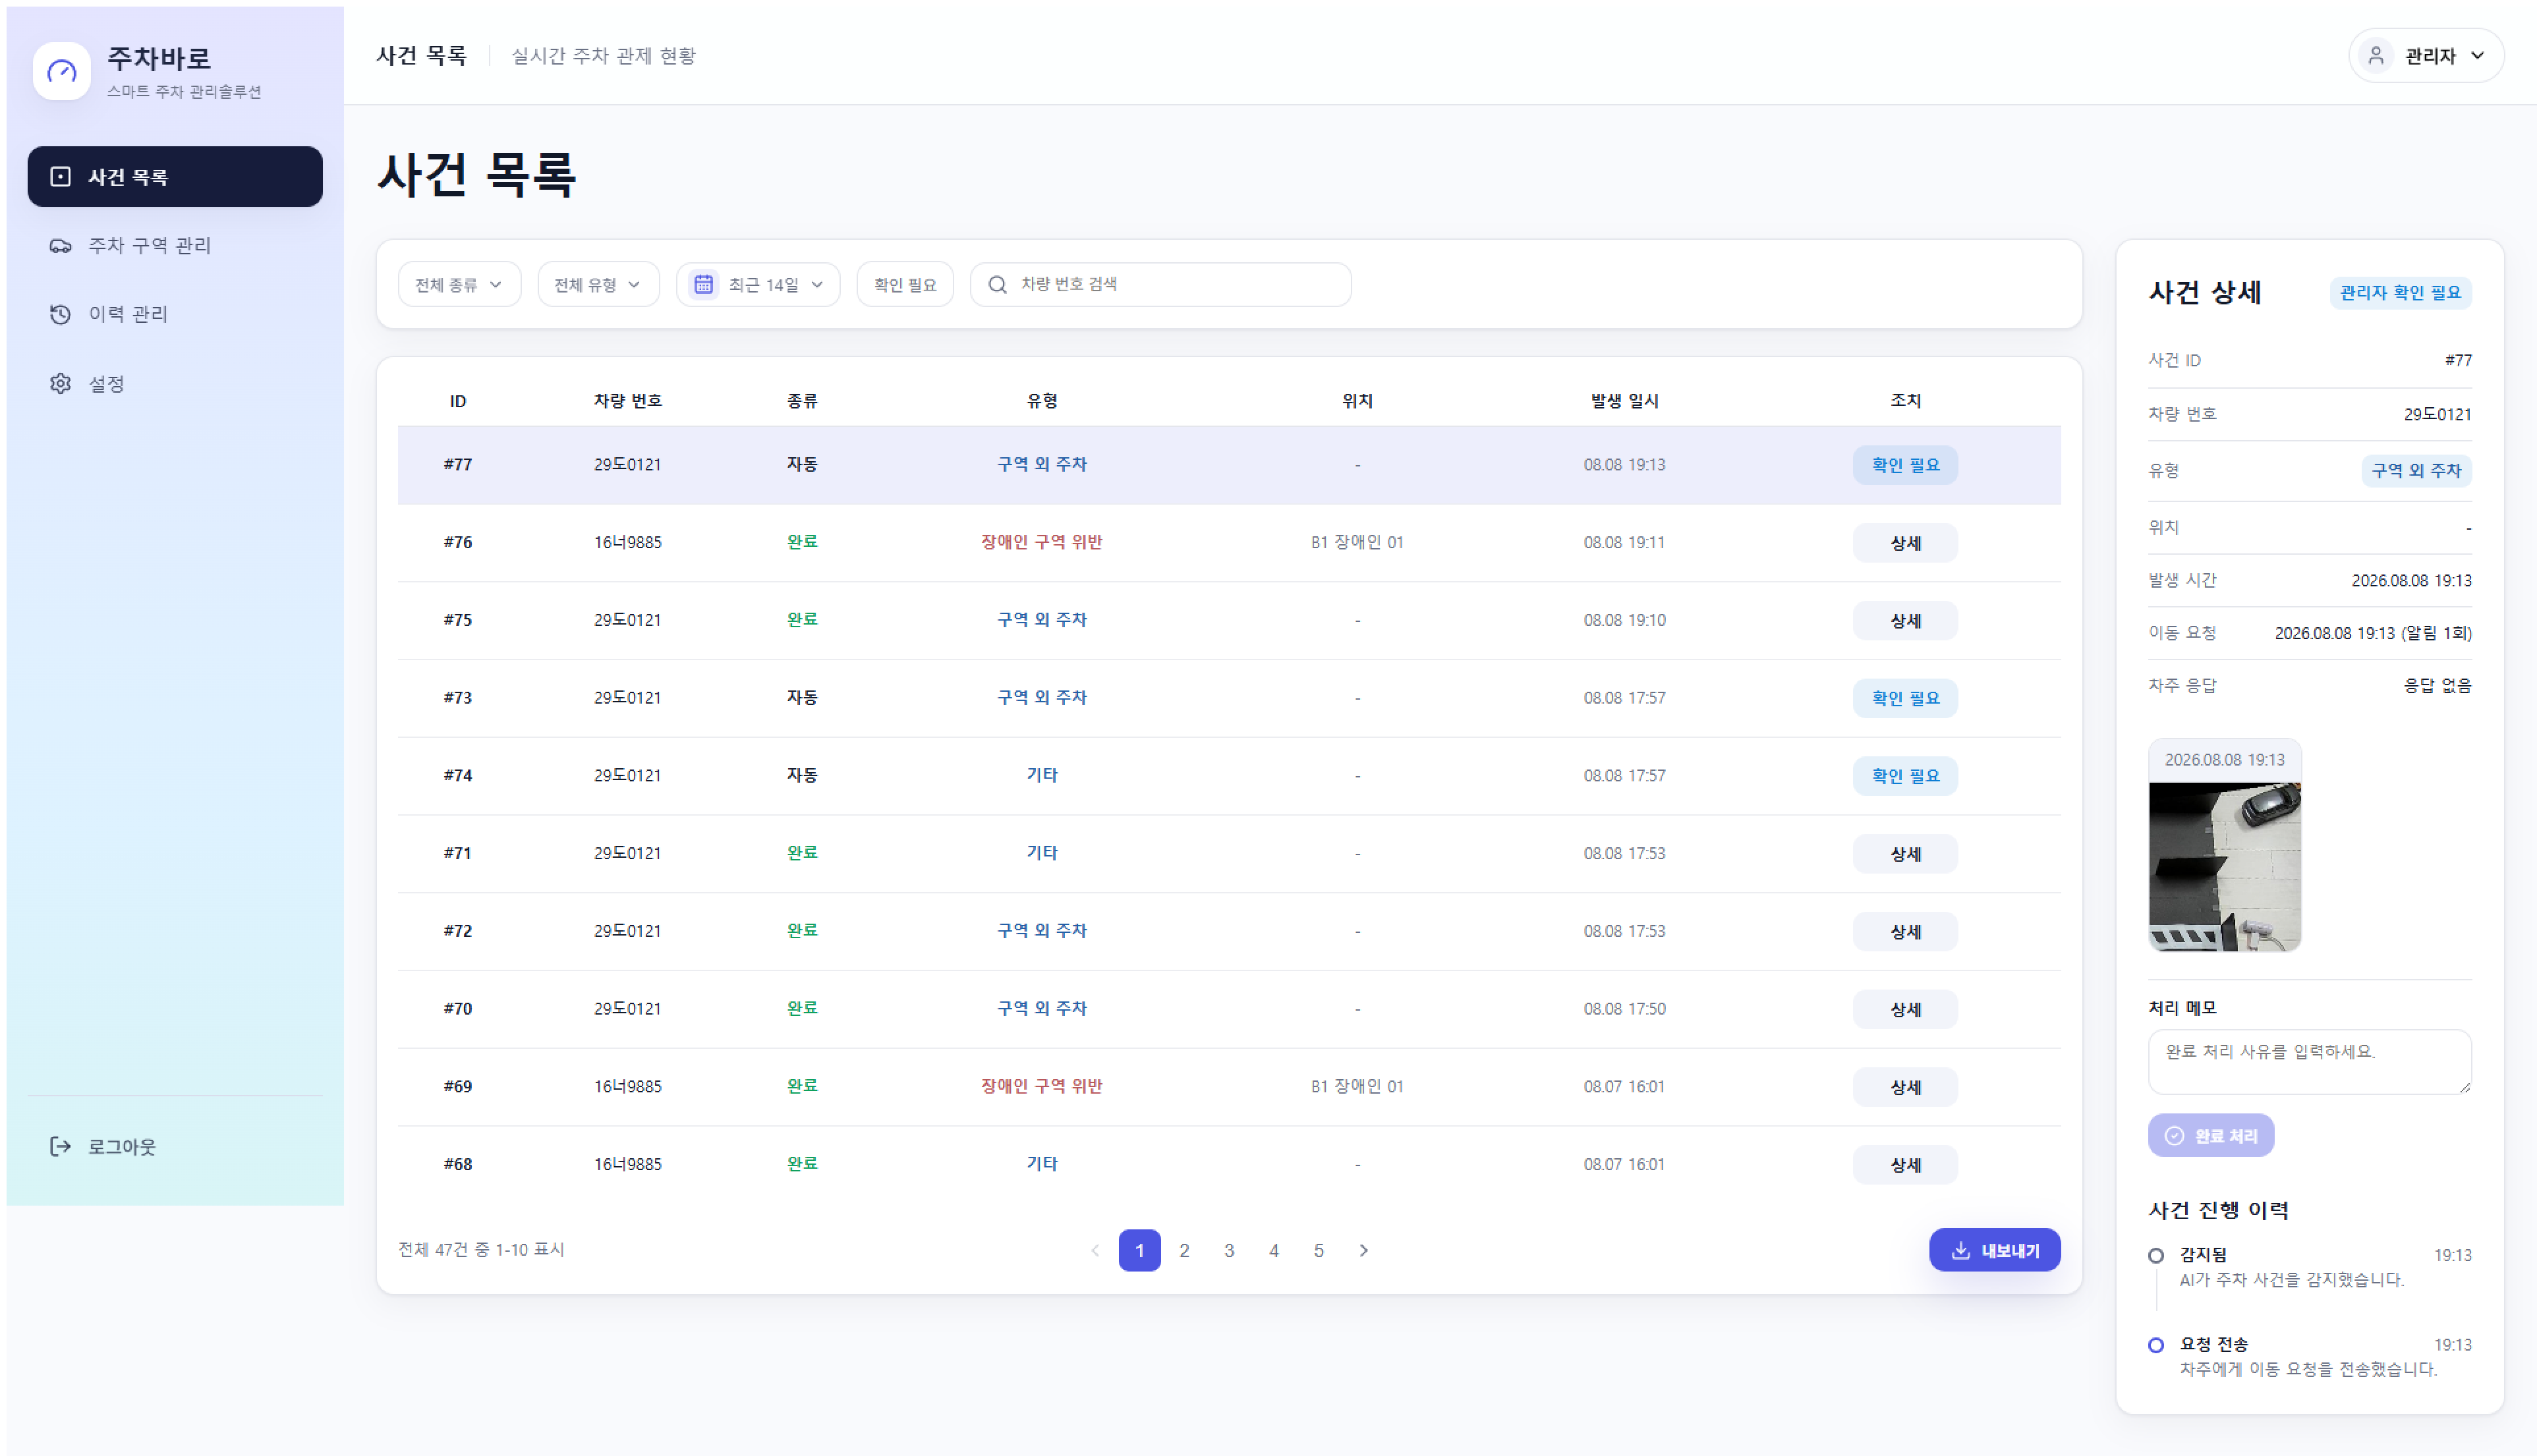 주차바로
스마트 주차 관리솔루션
사건 목록
주차 구역 관리
이력 관리
설정
로그아웃
사건 목록 실시간 주차 관제 현황
관리자
사건 목록
전체 종류 전체 유형 최근 14일 확인 필요 차량 번호 검색
ID 차량 번호 종류 유형 위치 발생 일시 조치
#77 29도0121 자동 구역 외 주차 - 08.08 19:13 확인 필요
#76 16너9885 완료 장애인 구역 위반 B1 장애인 01 08.08 19:11 상세
#75 29도0121 완료 구역 외 주차 - 08.08 19:10 상세
#73 29도0121 자동 구역 외 주차 - 08.08 17:57 확인 필요
#74 29도0121 자동 기타 - 08.08 17:57 확인 필요
#71 29도0121 완료 기타 - 08.08 17:53 상세
#72 29도0121 완료 구역 외 주차 - 08.08 17:53 상세
#70 29도0121 완료 구역 외 주차 - 08.08 17:50 상세
#69 16너9885 완료 장애인 구역 위반 B1 장애인 01 08.07 16:01 상세
#68 16너9885 완료 기타 - 08.07 16:01 상세
전체 47건 중 1-10 표시 1 2 3 4 5 내보내기
사건 상세 관리자 확인 필요
사건 ID #77
차량 번호 29도0121
유형 구역 외 주차
위치 -
발생 시간 2026.08.08 19:13
이동 요청 2026.08.08 19:13 (알림 1회)
차주 응답 응답 없음
2026.08.08 19:13
처리 메모
완료 처리 사유를 입력하세요.
완료 처리
사건 진행 이력
감지됨 19:13
AI가 주차 사건을 감지했습니다.
요청 전송 19:13
차주에게 이동 요청을 전송했습니다.